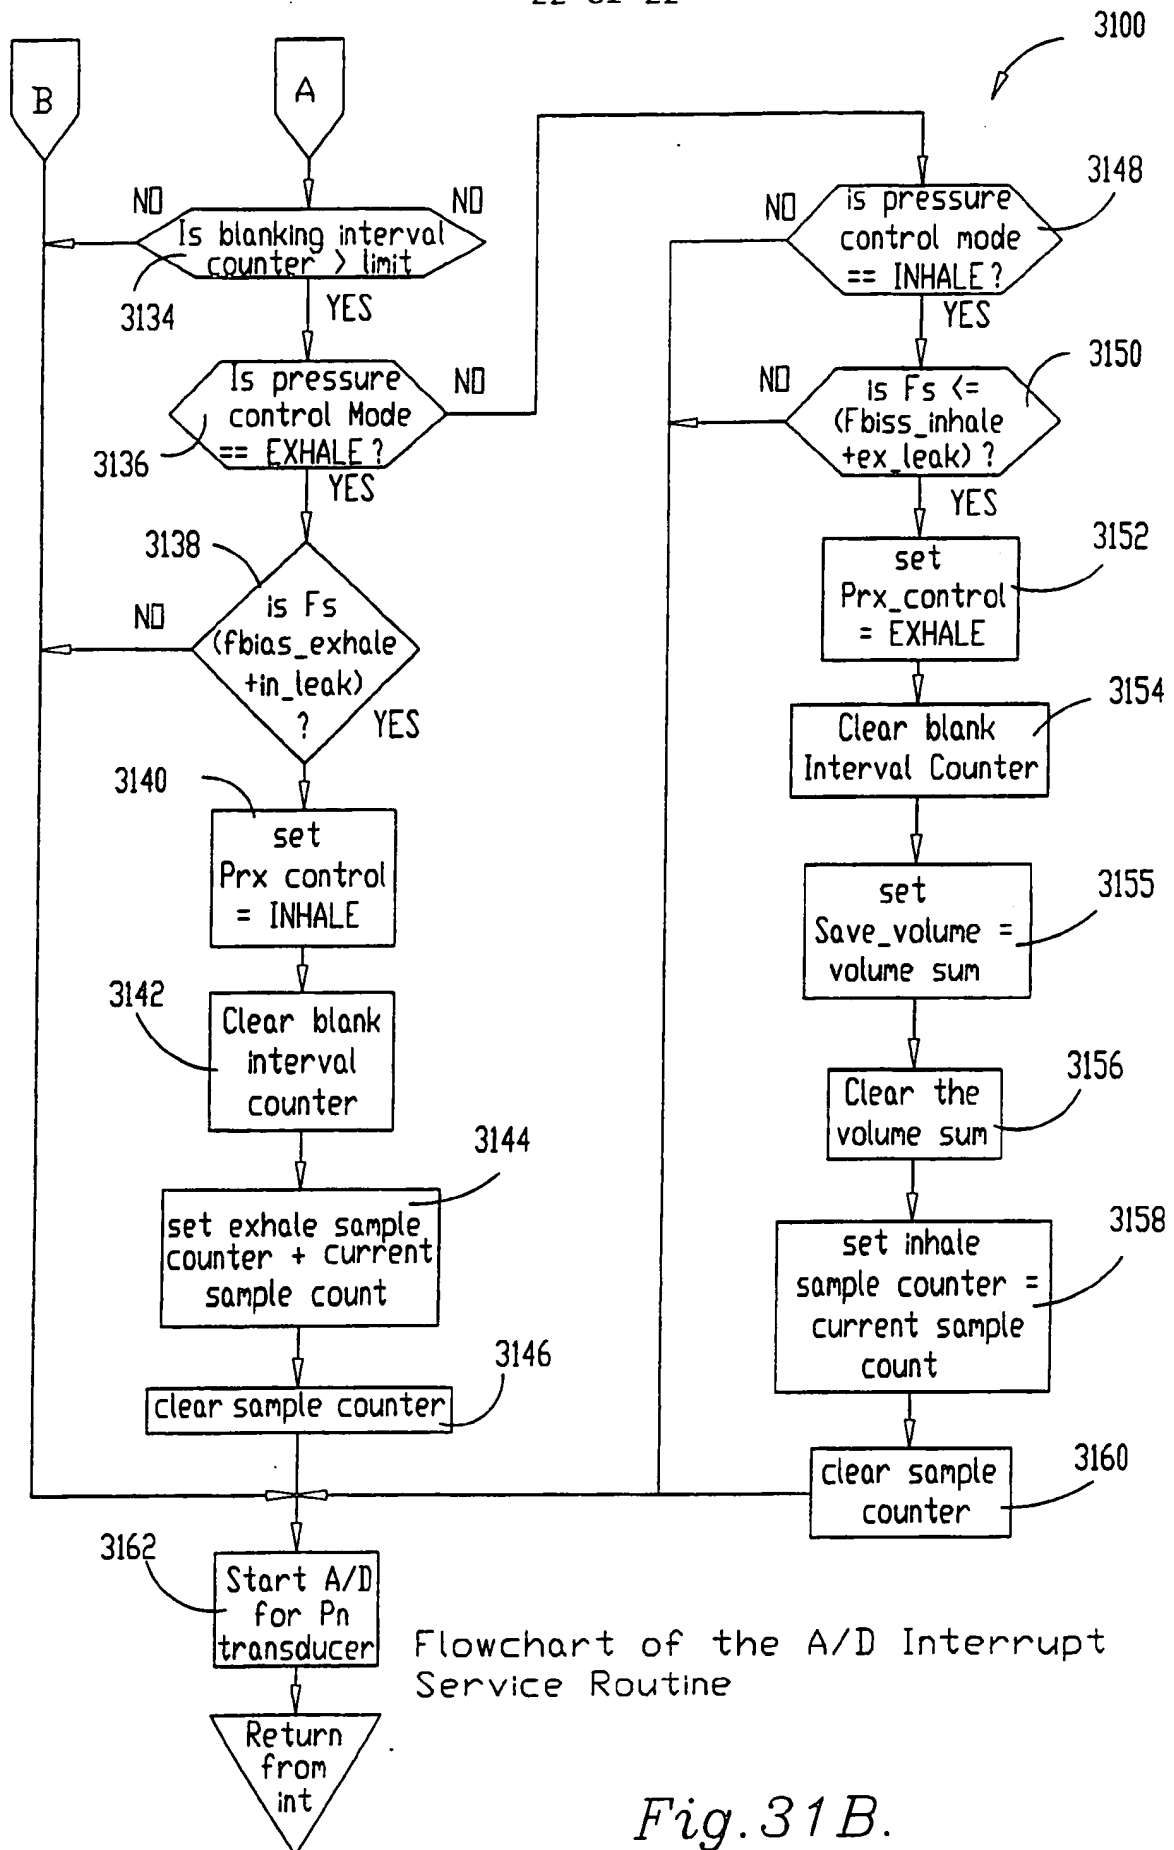 22 of 22
3100
B
A
NO
NO
Is blanking interval
counter > limit
3134
YES
Is pressure
control Mode
== EXHALE ?
NO
3136
YES
3138
is Fs
(fbias_exhale
+in_leak)
?
NO
YES
3140
set
Prx control
= INHALE
3142
Clear blank
interval
counter
3144
set exhale sample
counter + current
sample count
3146
clear sample counter
3148
NO
is pressure
control mode
== INHALE ?
YES
3150
NO
is Fs <=
(Fbiss_inhale
+ex_leak) ?
YES
3152
set
Prx_control
= EXHALE
3154
Clear blank
Interval Counter
3155
set
Save_volume =
volume sum
3156
Clear the
volume sum
3158
set inhale
sample counter =
current sample
count
3160
clear sample
counter
3162
Start A/D
for Pn
transducer
Return
from
int
Flowchart of the A/D Interrupt
Service Routine
Fig.31B.